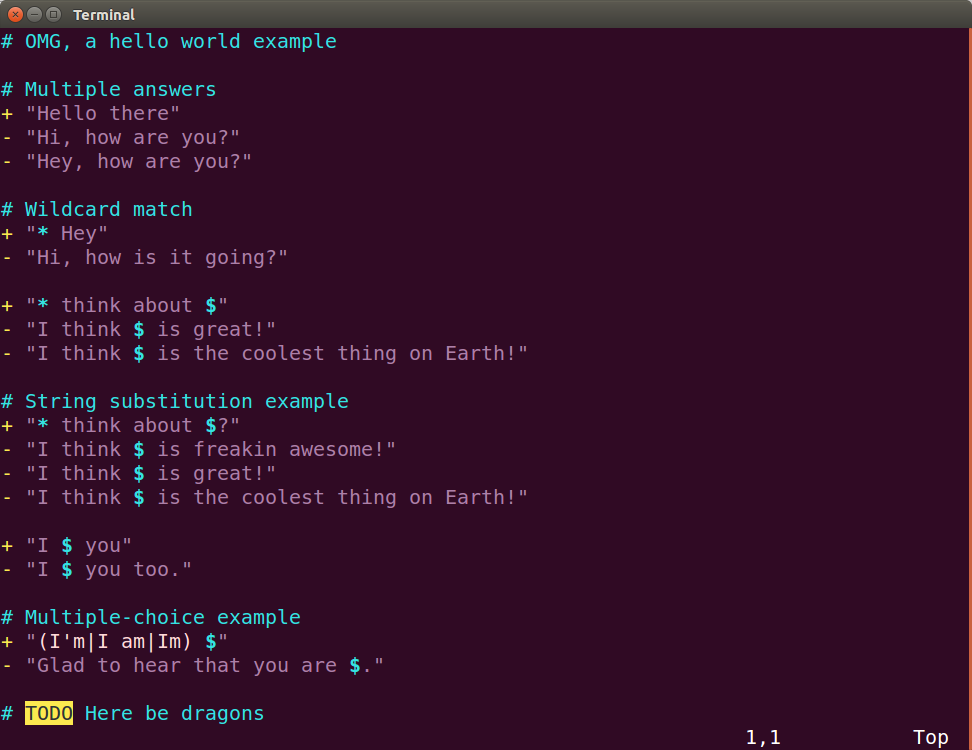 Terminal
# OMG, a hello world example
# Multiple answers
+ "Hello there"
- "Hi, how are you?"
- "Hey, how are you?"
# Wildcard match
+ "* Hey"
- "Hi, how is it going?"
+ "* think about $"
- "I think $ is great!"
- "I think $ is the coolest thing on Earth!"
# String substitution example
+ "* think about $?"
- "I think $ is freakin awesome!"
- "I think $ is great!"
- "I think $ is the coolest thing on Earth!"
+ "I $ you"
- "I $ you too."
# Multiple-choice example
+ "(I'm|I am|Im) $"
- "Glad to hear that you are $."
# TODO Here be dragons
1,1 Top